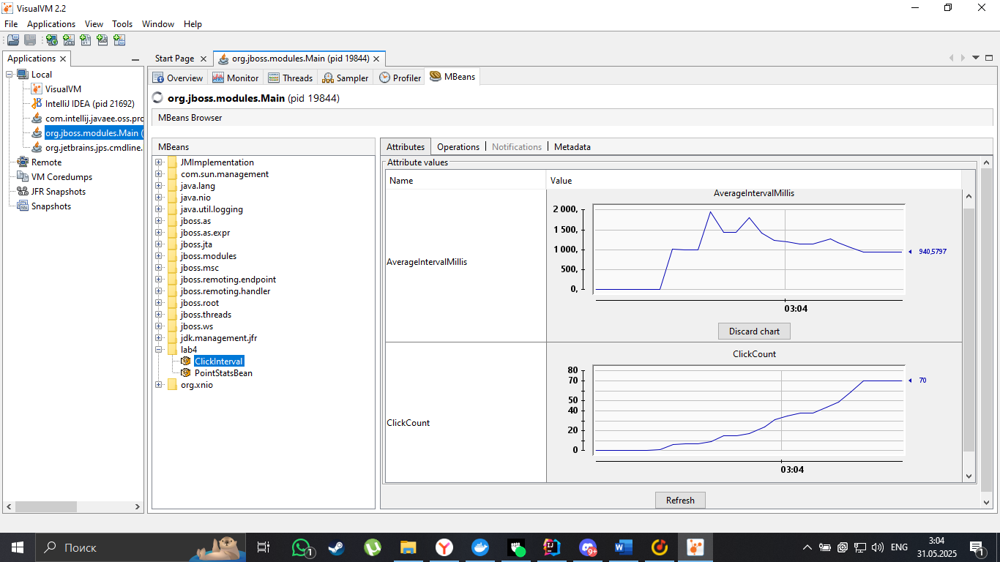 VisualVM 2.2
File Applications View Tools Window Help
Applications
Start Page org.jboss.modules.Main (pid 19844)
Local
VisualVM
IntelliJ IDEA (pid 21692)
com.intellij.javaee.oss.pro
org.jboss.modules.Main (
org.jetbrains.jps.cmdline.
Remote
VM Coredumps
JFR Snapshots
Snapshots
Overview Monitor Threads Sampler Profiler MBeans
org.jboss.modules.Main (pid 19844)
MBeans Browser
MBeans
JMImplementation
com.sun.management
java.lang
java.nio
java.util.logging
jboss.as
jboss.as.expr
jboss.jta
jboss.modules
jboss.msc
jboss.remoting.endpoint
jboss.remoting.handler
jboss.root
jboss.threads
jboss.ws
jdk.management.jfr
lab4
ClickInterval
PointStatsBean
org.xnio
Attributes Operations Notifications Metadata
Attribute values
Name Value
AverageIntervalMillis
AverageIntervalMillis
2 000,
1 500,
1 000,
500,
0,
940,5797
03:04
Discard chart
ClickCount
ClickCount
80
70
50
40
20
0
70
03:04
Refresh
Поиск
1
9+
ENG
3:04
31.05.2025
1